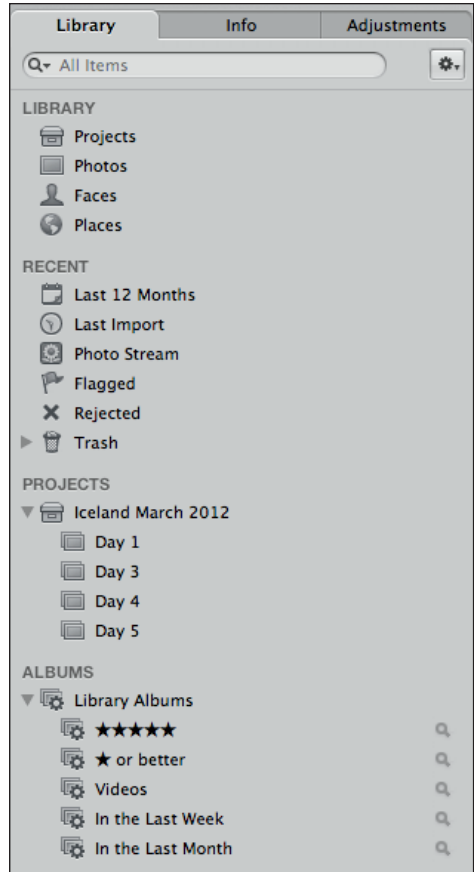 Library Info Adjustments
All Items
LIBRARY
Projects
Photos
Faces
Places
RECENT
Last 12 Months
Last Import
Photo Stream
Flagged
Rejected
Trash
PROJECTS
Iceland March 2012
Day 1
Day 3
Day 4
Day 5
ALBUMS
Library Albums
★★★★★
★ or better
Videos
In the Last Week
In the Last Month